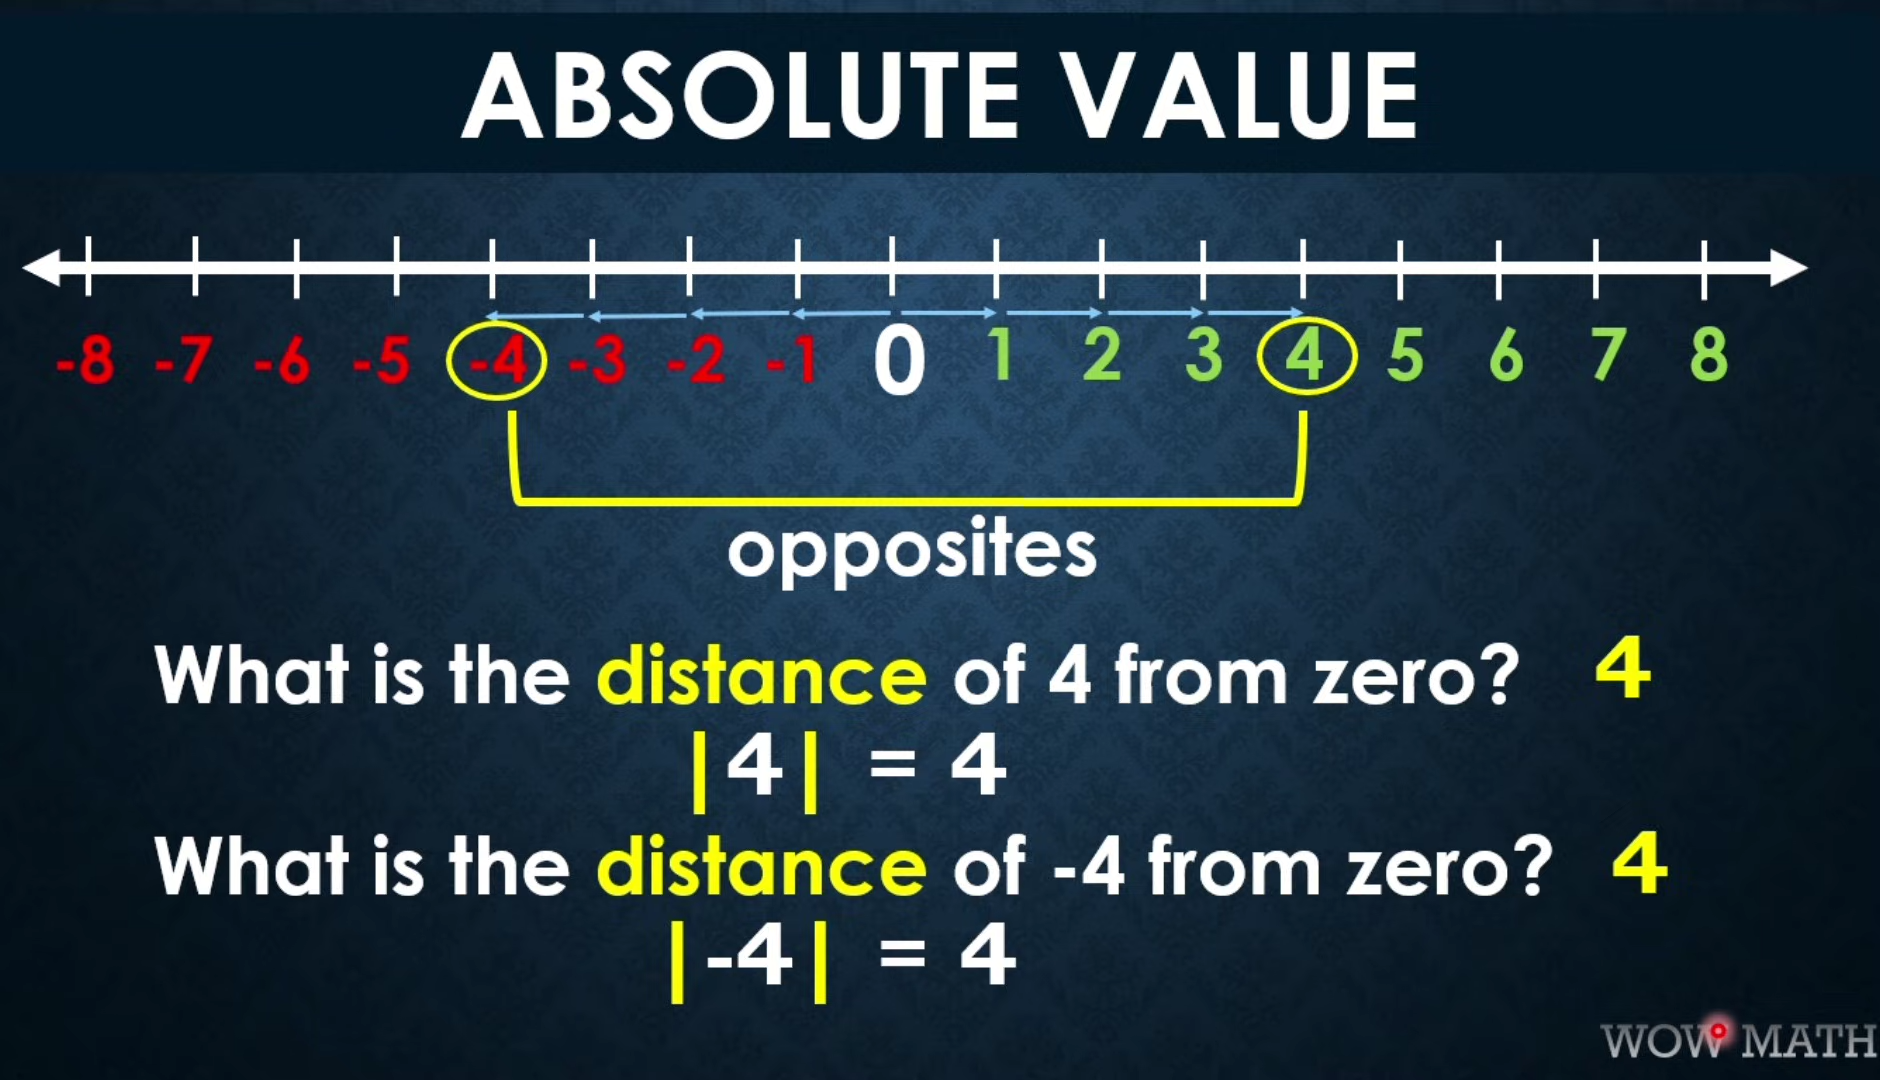 ABSOLUTE VALUE
-8 -7 -6 -5 -4 -3 -2 -1 0 1 2 3 4 5 6 7 8
opposites
What is the distance of 4 from zero? 4
|4| = 4
What is the distance of -4 from zero? 4
|-4| = 4
WOW MATH